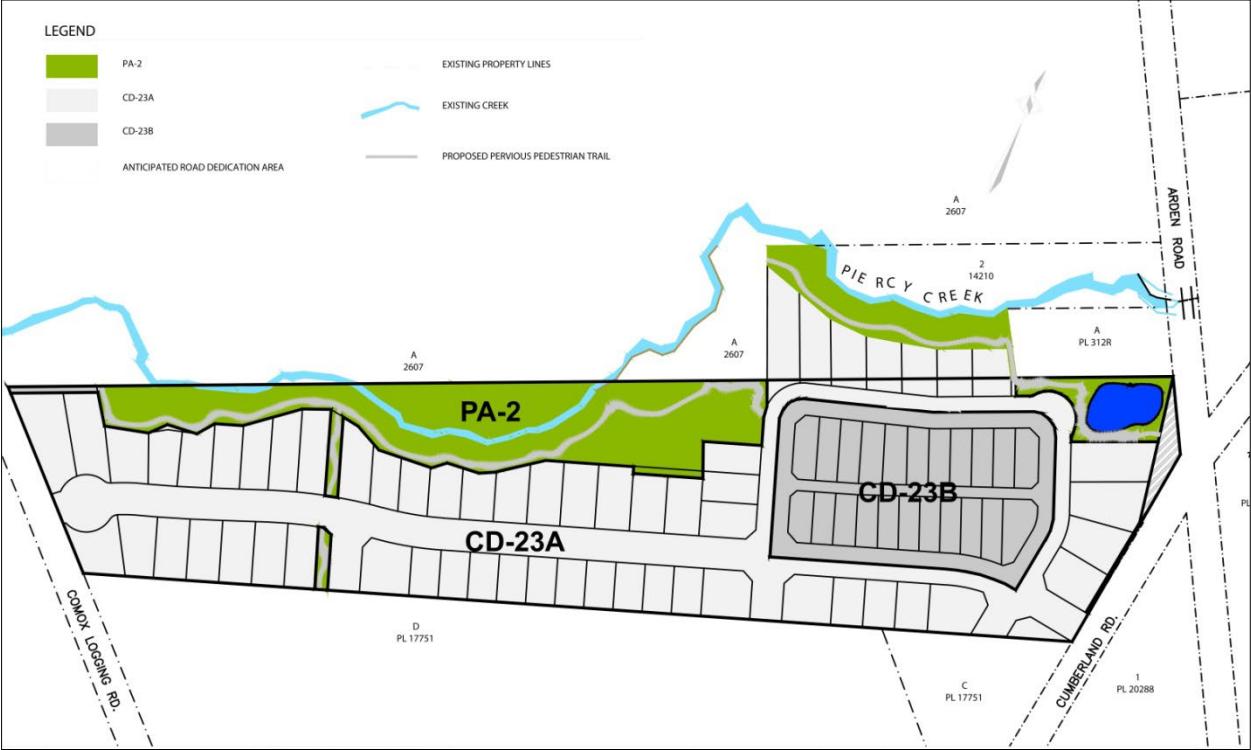 LEGEND
PA-2
CD-23A
CD-23B
ANTICIPATED ROAD DEDICATION AREA
EXISTING PROPERTY LINES
EXISTING CREEK
PROPOSED PERVIOUS PEDESTRIAN TRAIL
A
2607
ARDEN ROAD
2
14210
PIERCY CREEK
A
PL 312R
A
2607
A
2607
PA-2
CD-23B
CD-23A
COMOX LOGGING RD.
D
PL 17751
C
PL 17751
CUMBERLAND RD.
1
PL 20288
PL